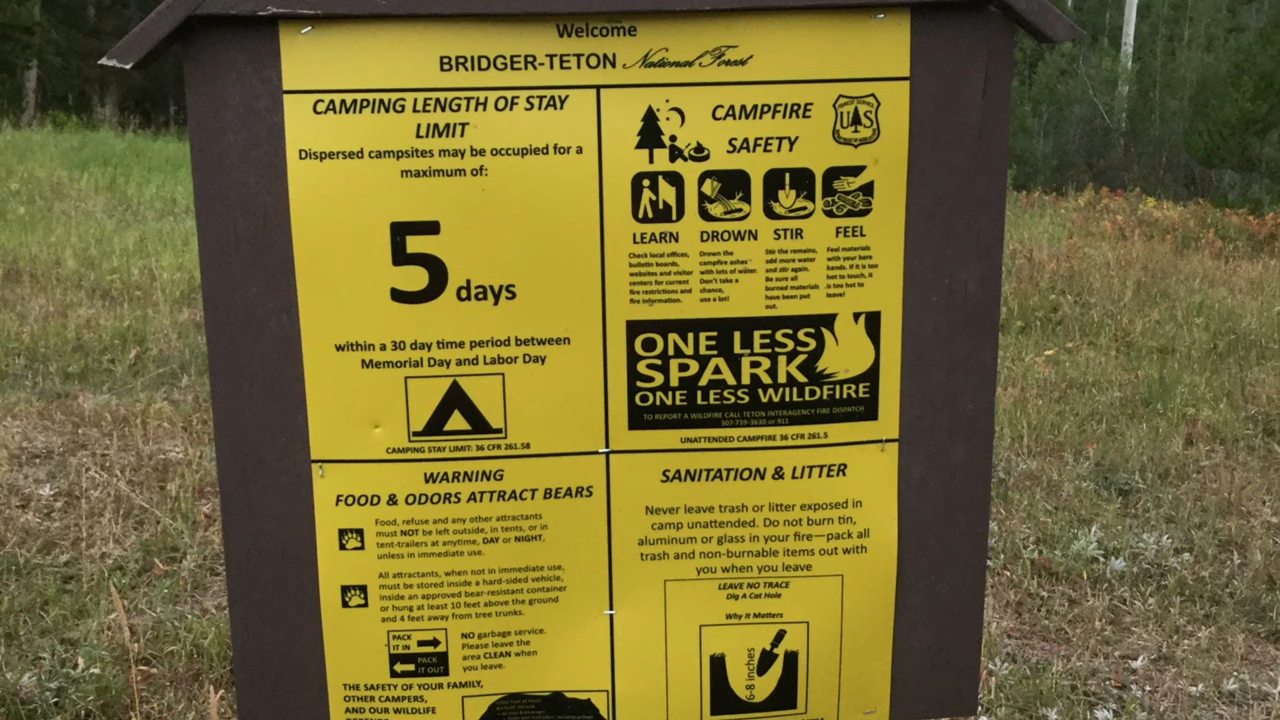 Welcome
BRIDGER-TETON National Forest
CAMPING LENGTH OF STAY
LIMIT
Dispersed campsites may be occupied for a
maximum of:
5 days
within a 30 day time period between
Memorial Day and Labor Day
CAMPING STAY LIMIT: 36 CFR 261.58
CAMPFIRE
SAFETY
FOREST SERVICE
US
DEPARTMENT OF AGRICULTURE
LEARN
Check local offices,
bulletin boards,
websites and visitor
centers for current
fire restrictions and
fire information.
DROWN
Drown the
campfire ashes
with lots of water.
Don't take a
chance,
use a lot!
STIR
Stir the remains,
add more water
and stir again.
Be sure all
burned materials
have been put
out.
FEEL
Feel materials
with your bare
hands. If it is too
hot to touch, it
is too hot to
leave!
ONE LESS
SPARK
ONE LESS WILDFIRE
TO REPORT A WILDFIRE CALL TETON INTERAGENCY FIRE DISPATCH
307-739-3630 or 911
UNATTENDED CAMPFIRE 36 CFR 261.5
WARNING
FOOD & ODORS ATTRACT BEARS
Food, refuse and any other attractants
must NOT be left outside, in tents, or in
tent-trailers at anytime, DAY or NIGHT,
unless in immediate use.
All attractants, when not in immediate use,
must be stored inside a hard-sided vehicle,
inside an approved bear-resistant container
or hung at least 10 feet above the ground
and 4 feet away from tree trunks.
PACK
IT IN
PACK
IT OUT
NO garbage service.
Please leave the
area CLEAN when
you leave.
THE SAFETY OF YOUR FAMILY,
OTHER CAMPERS,
AND OUR WILDLIFE
SANITATION & LITTER
Never leave trash or litter exposed in
camp unattended. Do not burn tin,
aluminum or glass in your fire—pack all
trash and non-burnable items out with
you when you leave
LEAVE NO TRACE
Dig A Cat Hole
Why It Matters
6-8 inches